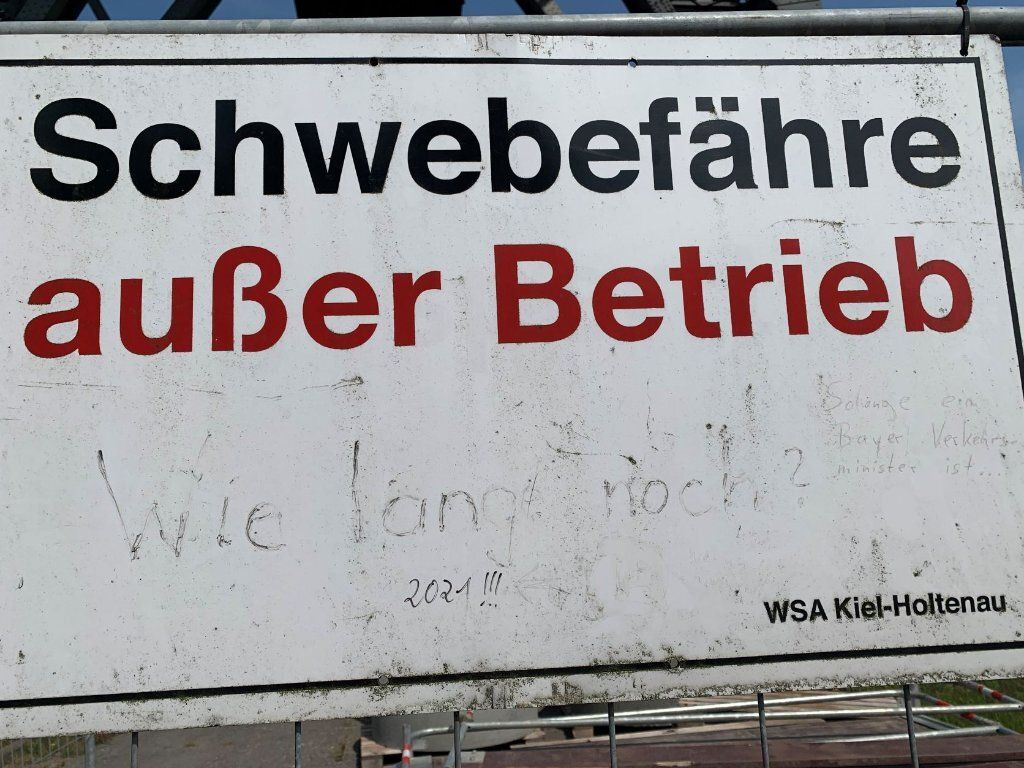 Schwebefähre
außer Betrieb
Solange ein
Bayer Verkehrs-
minister ist...
Wie lange noch?
2021!!!
WSA Kiel-Holtenau